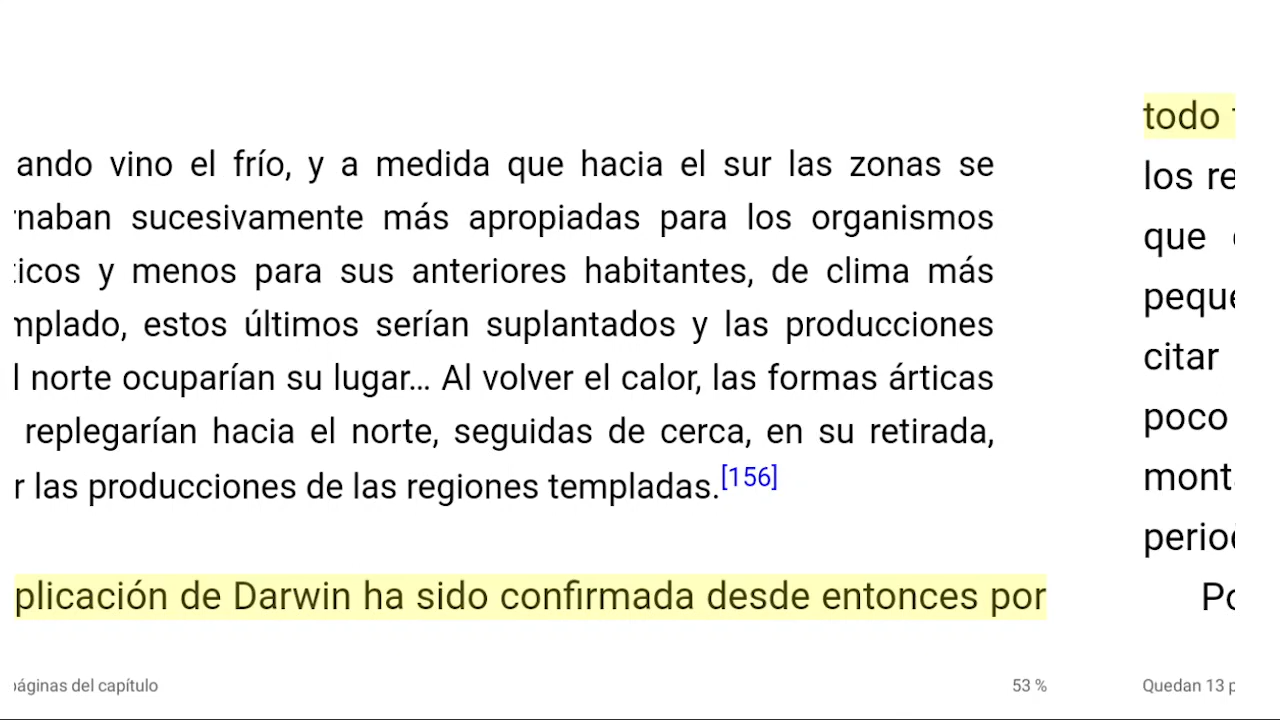 ando vino el frío, y a medida que hacia el sur las zonas se
naban sucesivamente más apropiadas para los organismos
ticos y menos para sus anteriores habitantes, de clima más
mplado, estos últimos serían suplantados y las producciones
l norte ocuparían su lugar... Al volver el calor, las formas árticas
replegarían hacia el norte, seguidas de cerca, en su retirada,
r las producciones de las regiones templadas.[156]
plicación de Darwin ha sido confirmada desde entonces por
páginas del capítulo
53 %
todo
los re
que
peque
citar
poco
mont
perio
Po
Quedan 13 p